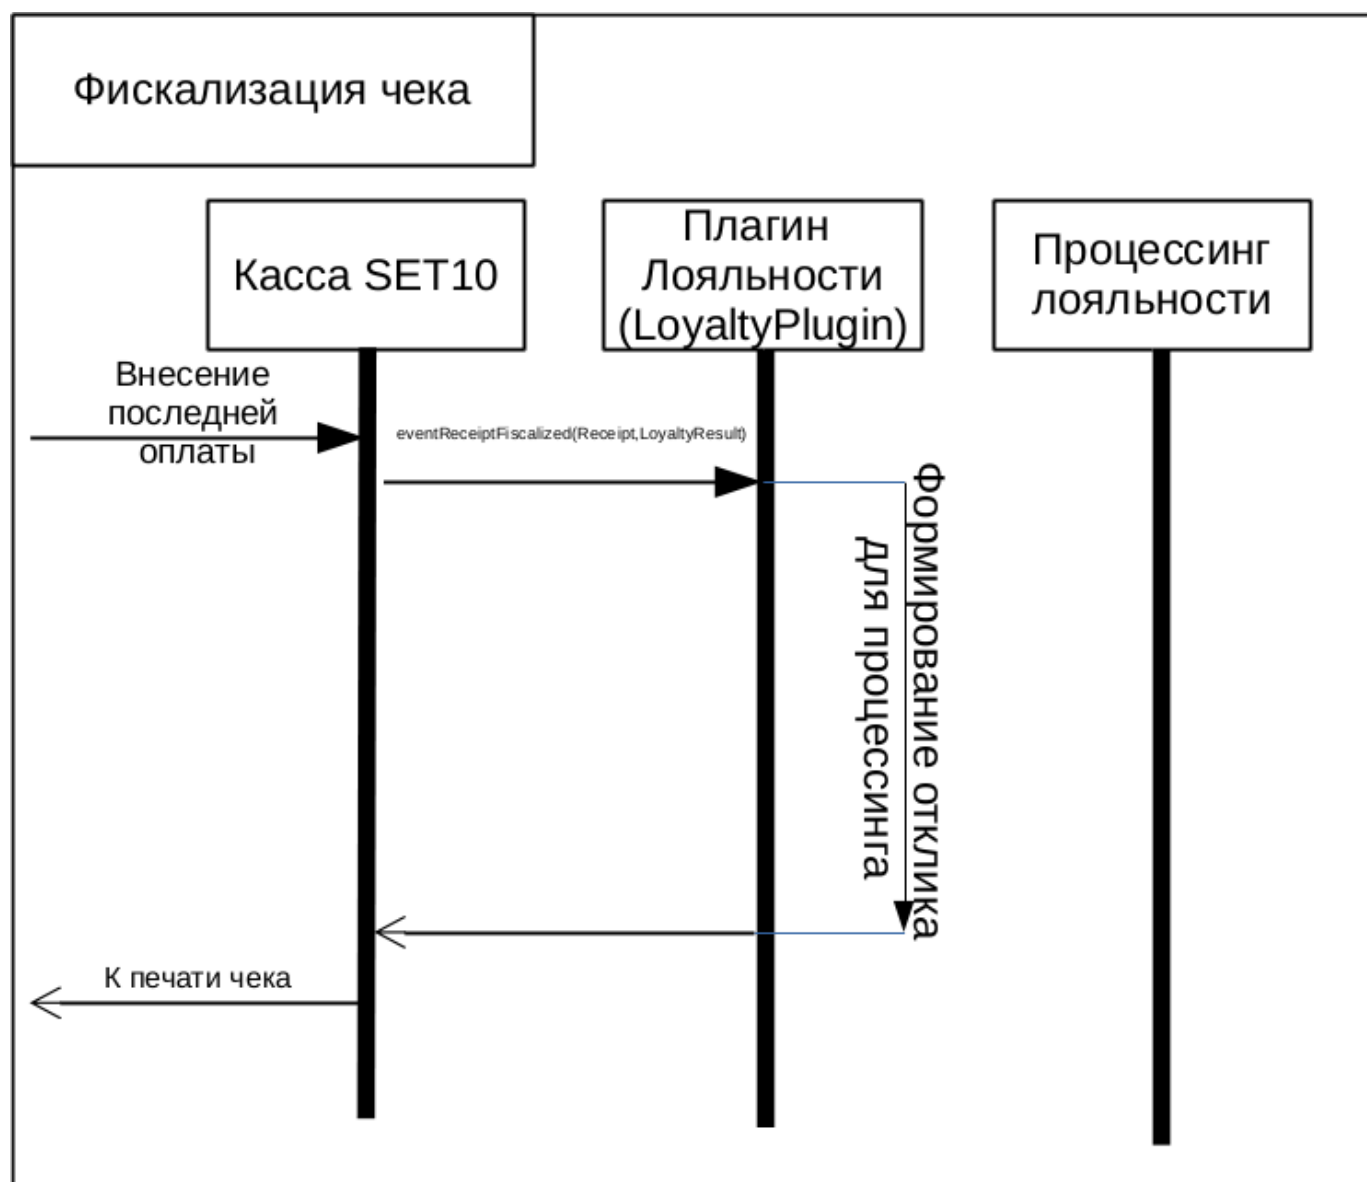 Фискализация чека
Касса SET10
Плагин
Лояльности
(LoyaltyPlugin)
Процессинг
лояльности
Внесение
последней
оплаты
eventReceiptFiscalized(Receipt,LoyaltyResult)
Формирование отклика
для процессинга
К печати чека